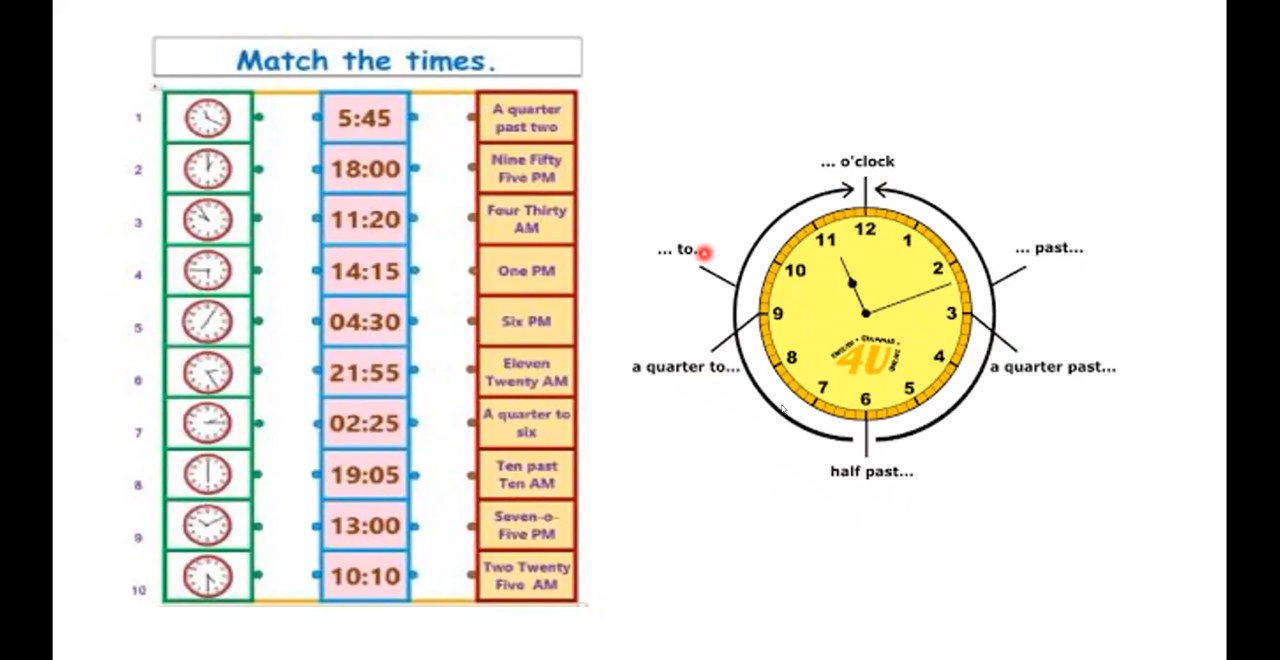 Match the times.
1
5:45
A quarter
past two
2
18:00
Nine Fifty
Five PM
3
11:20
Four Thirty
AM
4
14:15
One PM
5
04:30
Six PM
6
21:55
Eleven
Twenty AM
7
02:25
A quarter to
six
8
19:05
Ten past
Ten AM
9
13:00
Seven-o-
Five PM
10
10:10
Two Twenty
Five AM
... o'clock
... to...
... past...
12
11
1
10
2
9
3
8
4
7
5
6
4U
a quarter to...
a quarter past...
half past...